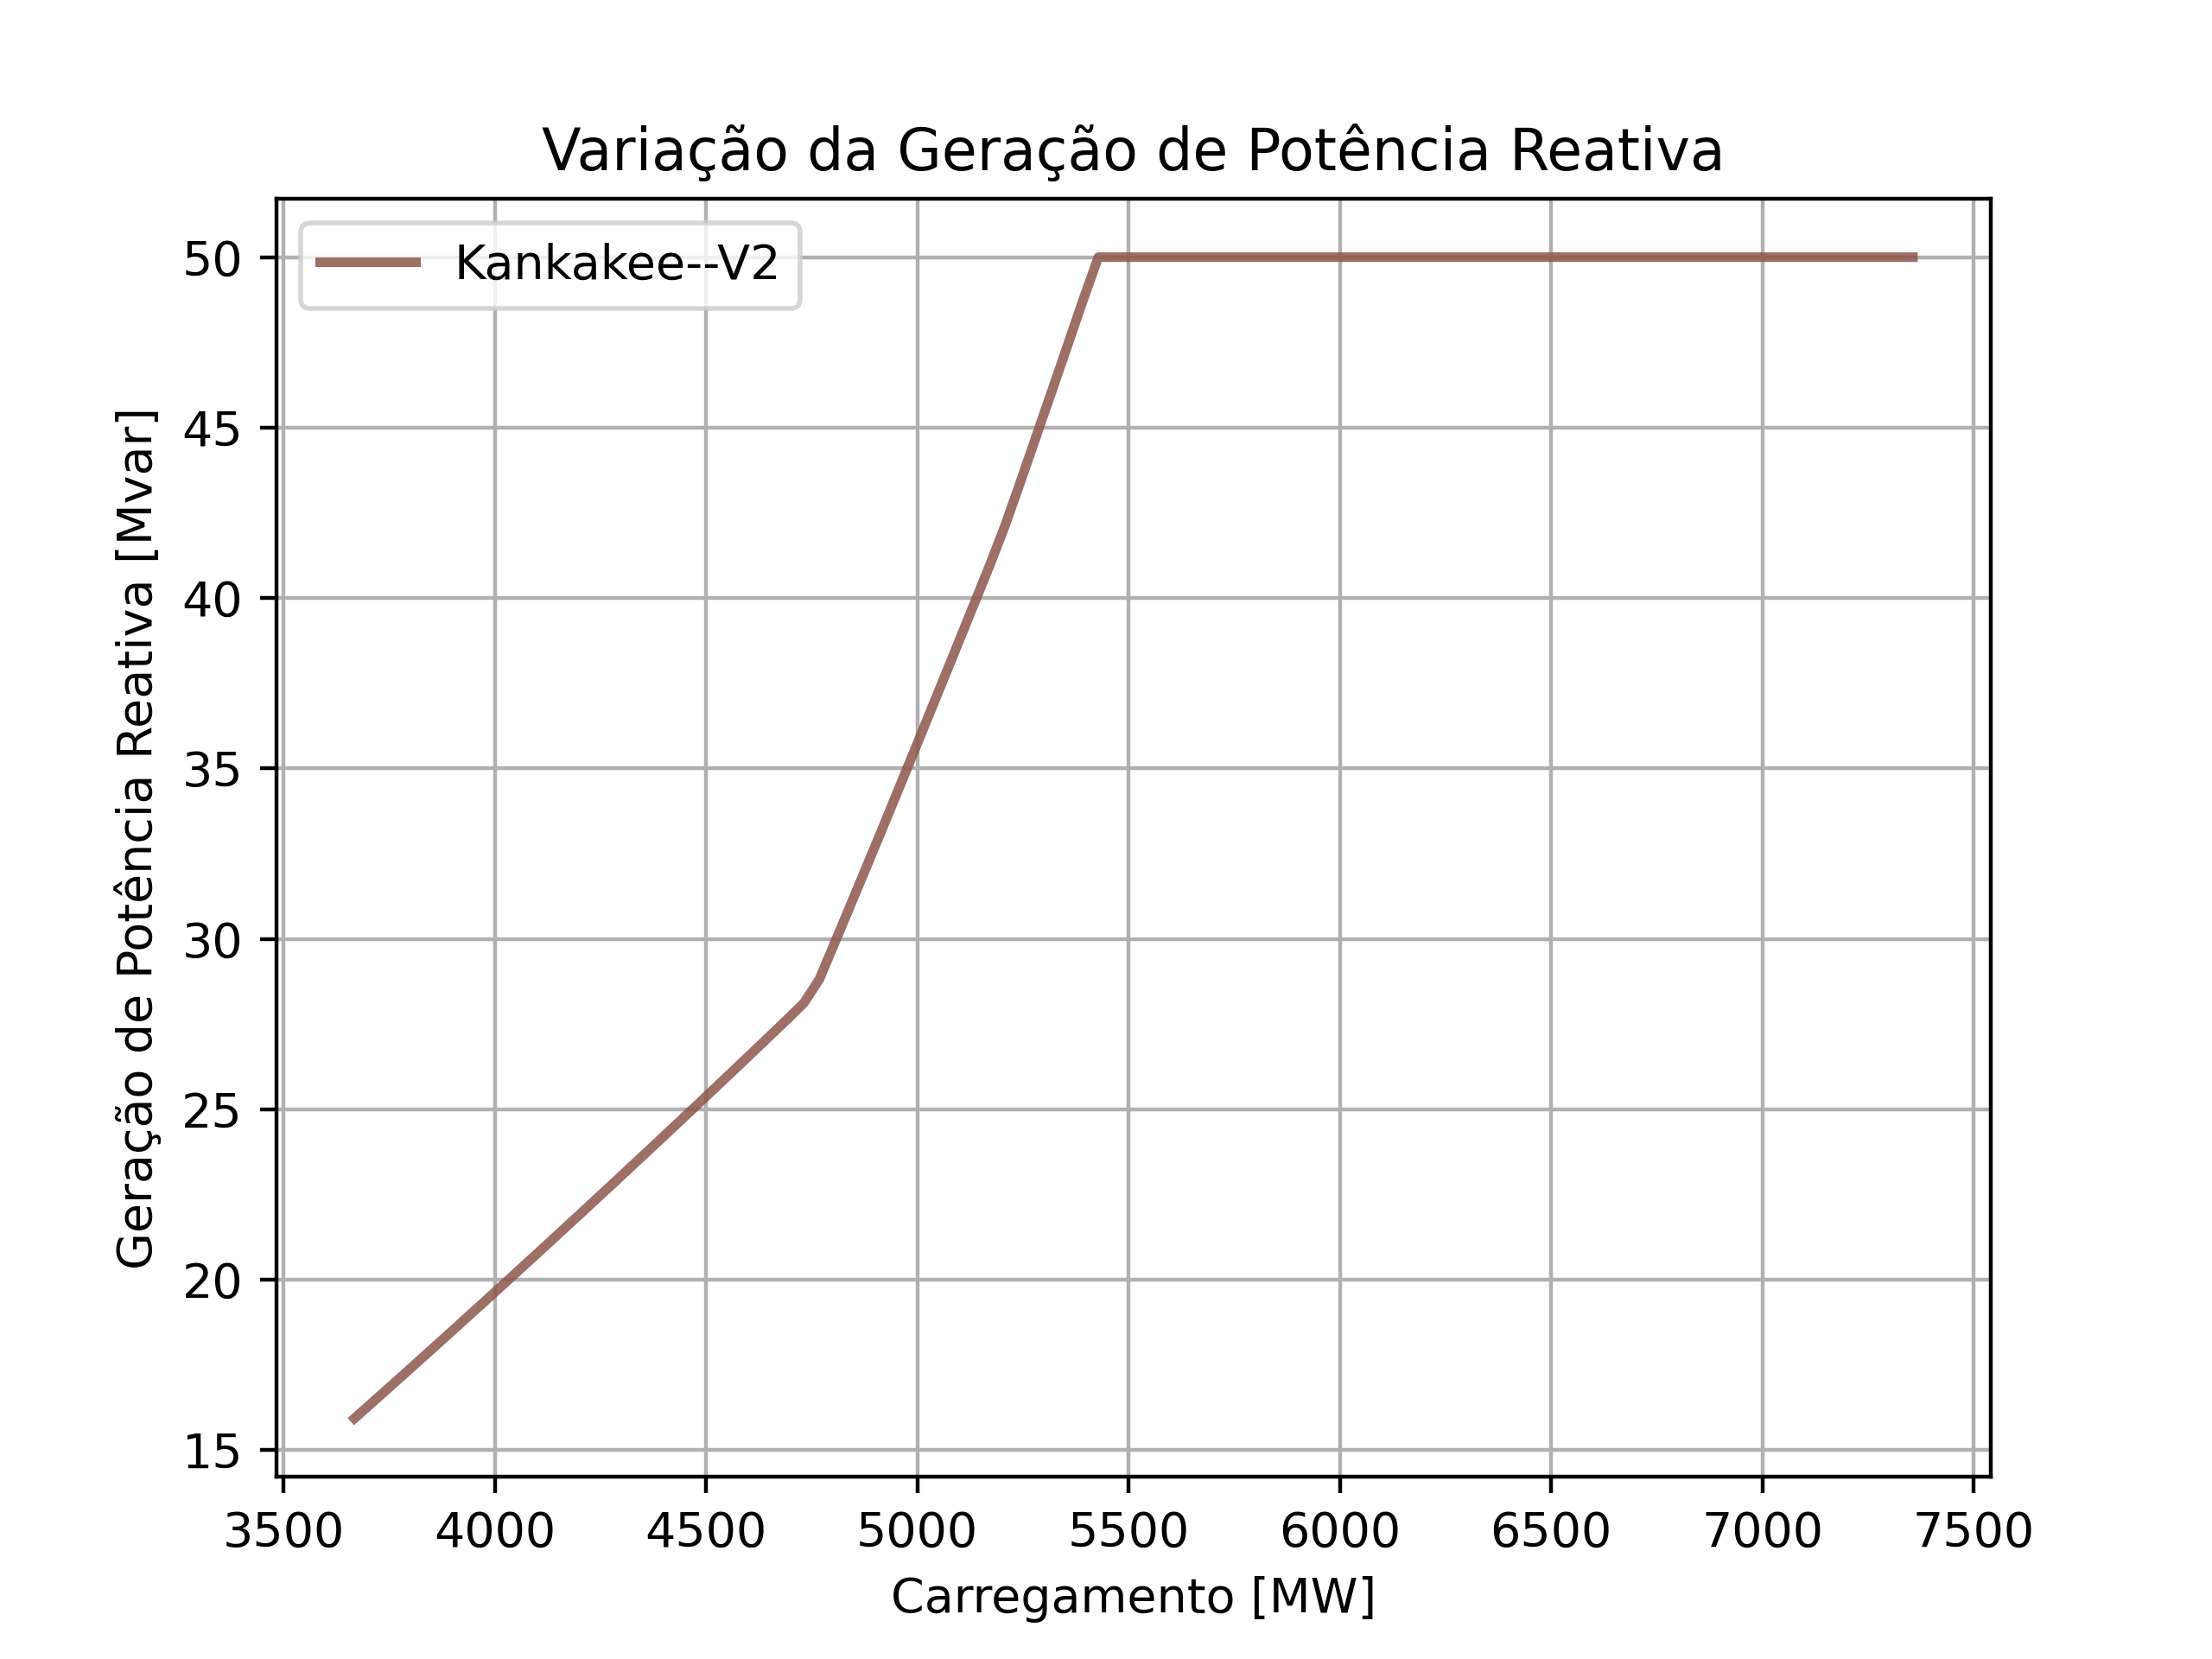 Variação da Geração de Potência Reativa
Kankakee--V2
Geração de Potência Reativa [Mvar]
50
45
40
35
30
25
20
15
3500 4000 4500 5000 5500 6000 6500 7000 7500
Carregamento [MW]